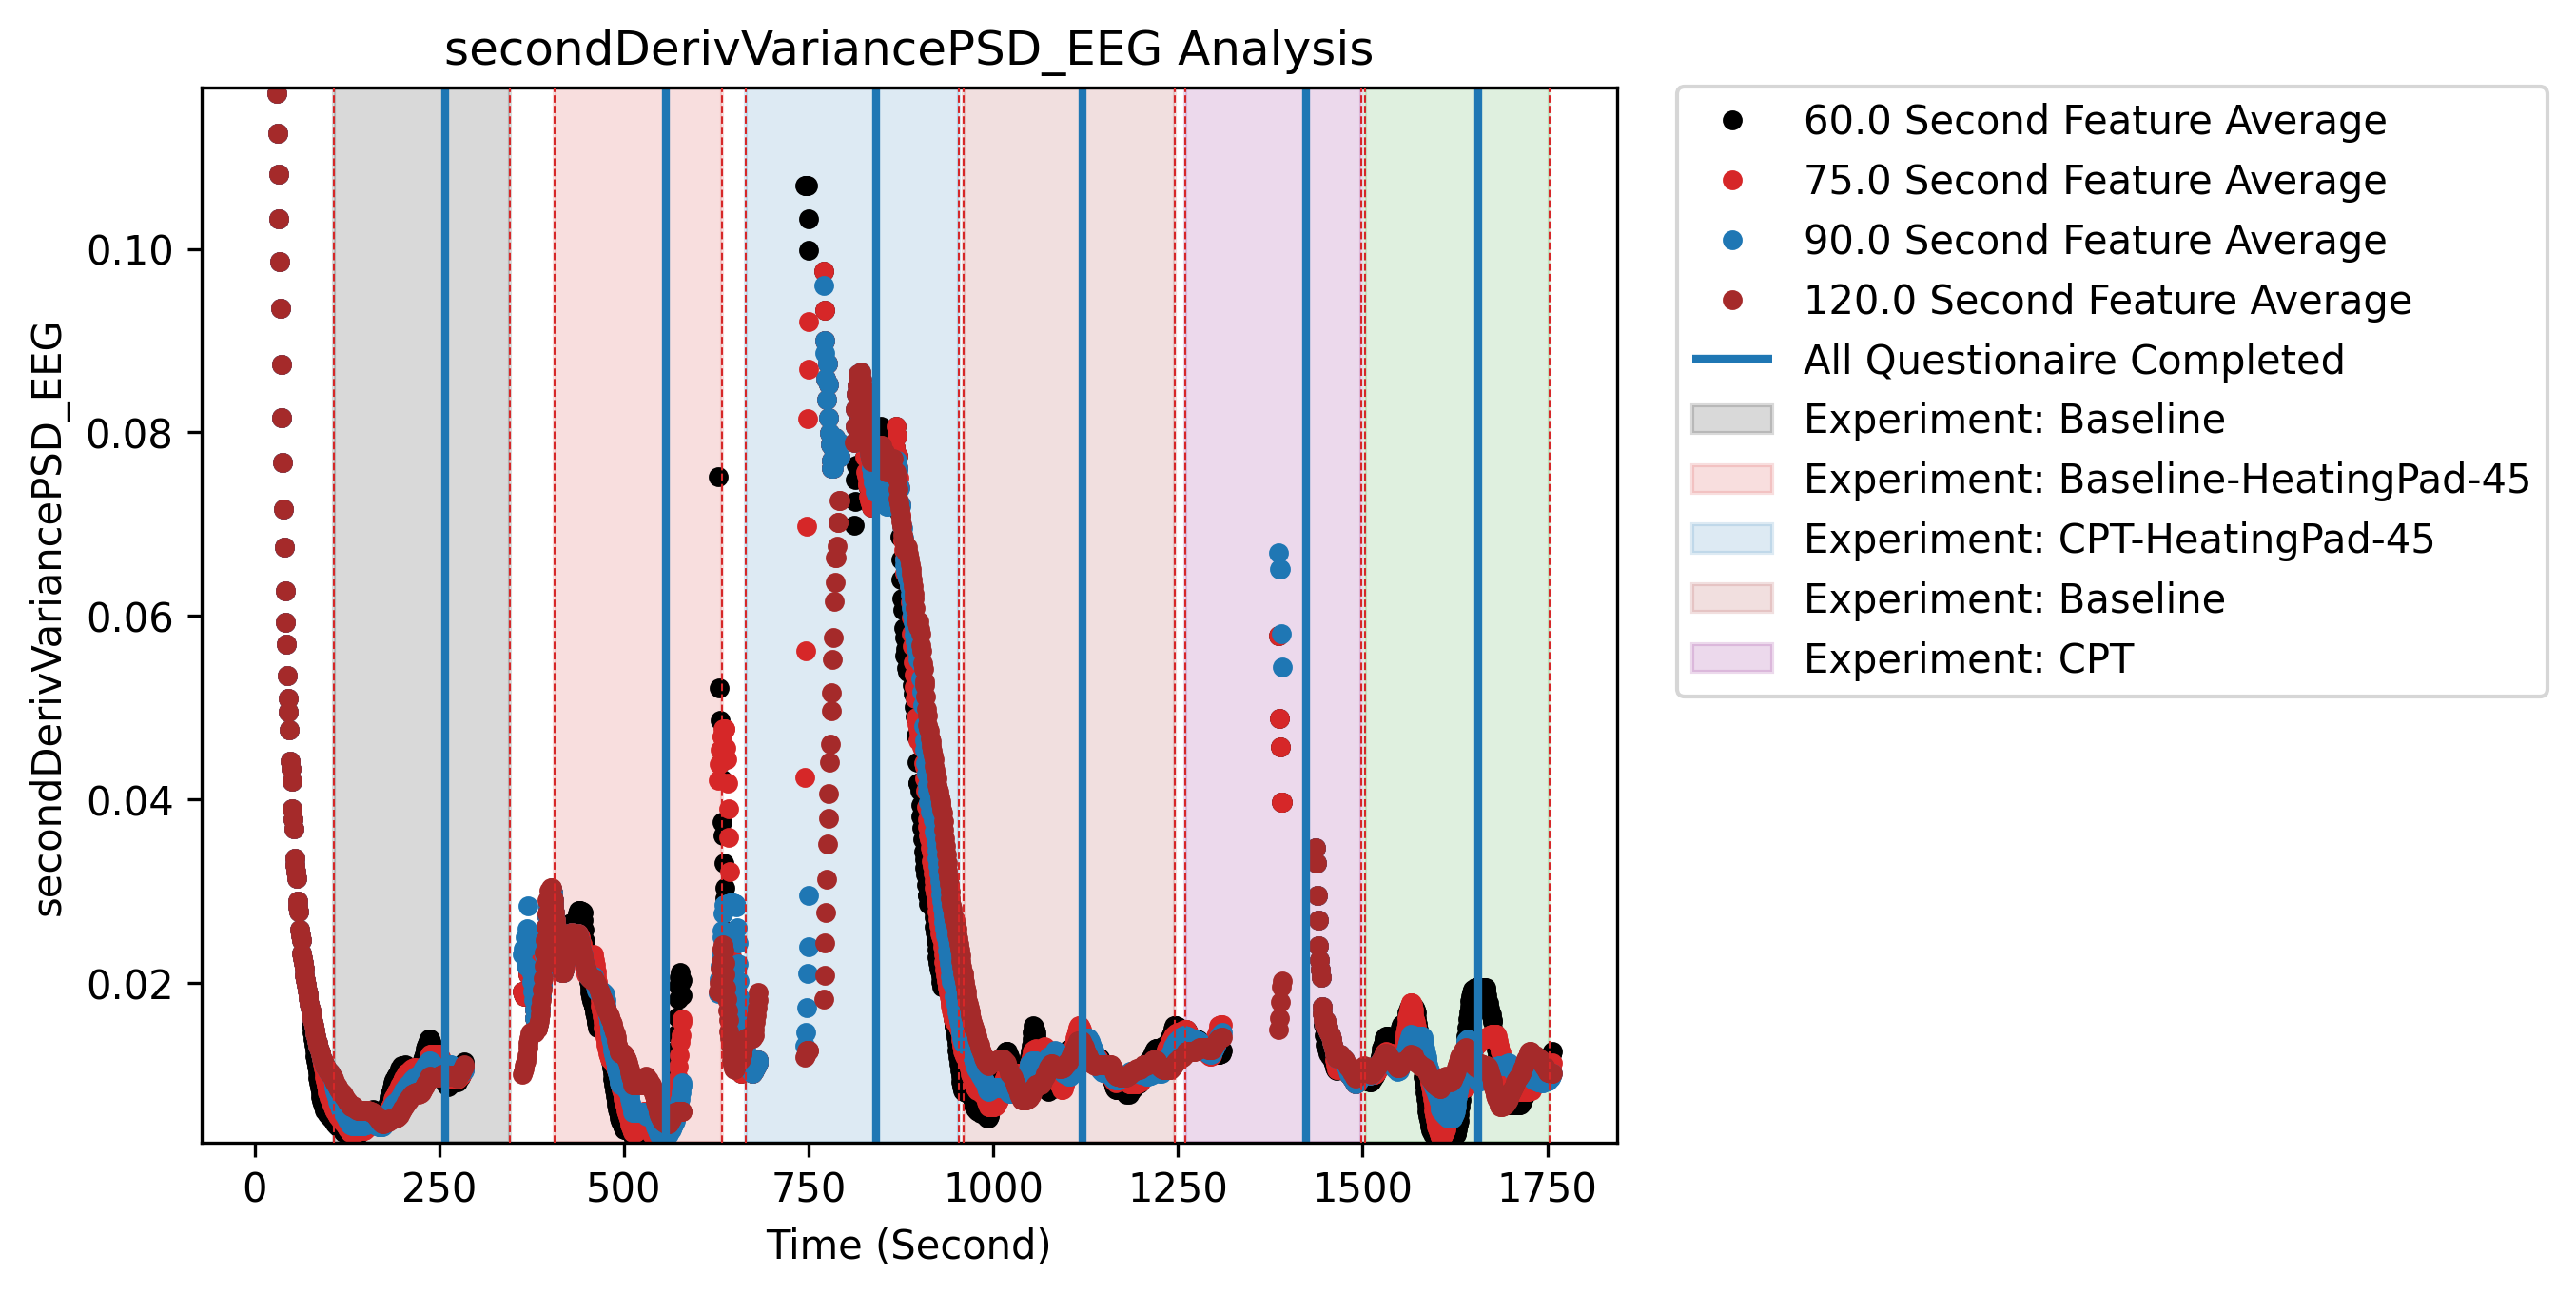 secondDerivVariancePSD_EEG Analysis
secondDerivVariancePSD_EEG
0.10
0.08
0.06
0.04
0.02
0
250
500
750
1000
1250
1500
1750
Time (Second)
60.0 Second Feature Average
75.0 Second Feature Average
90.0 Second Feature Average
120.0 Second Feature Average
All Questionaire Completed
Experiment: Baseline
Experiment: Baseline-HeatingPad-45
Experiment: CPT-HeatingPad-45
Experiment: Baseline
Experiment: CPT